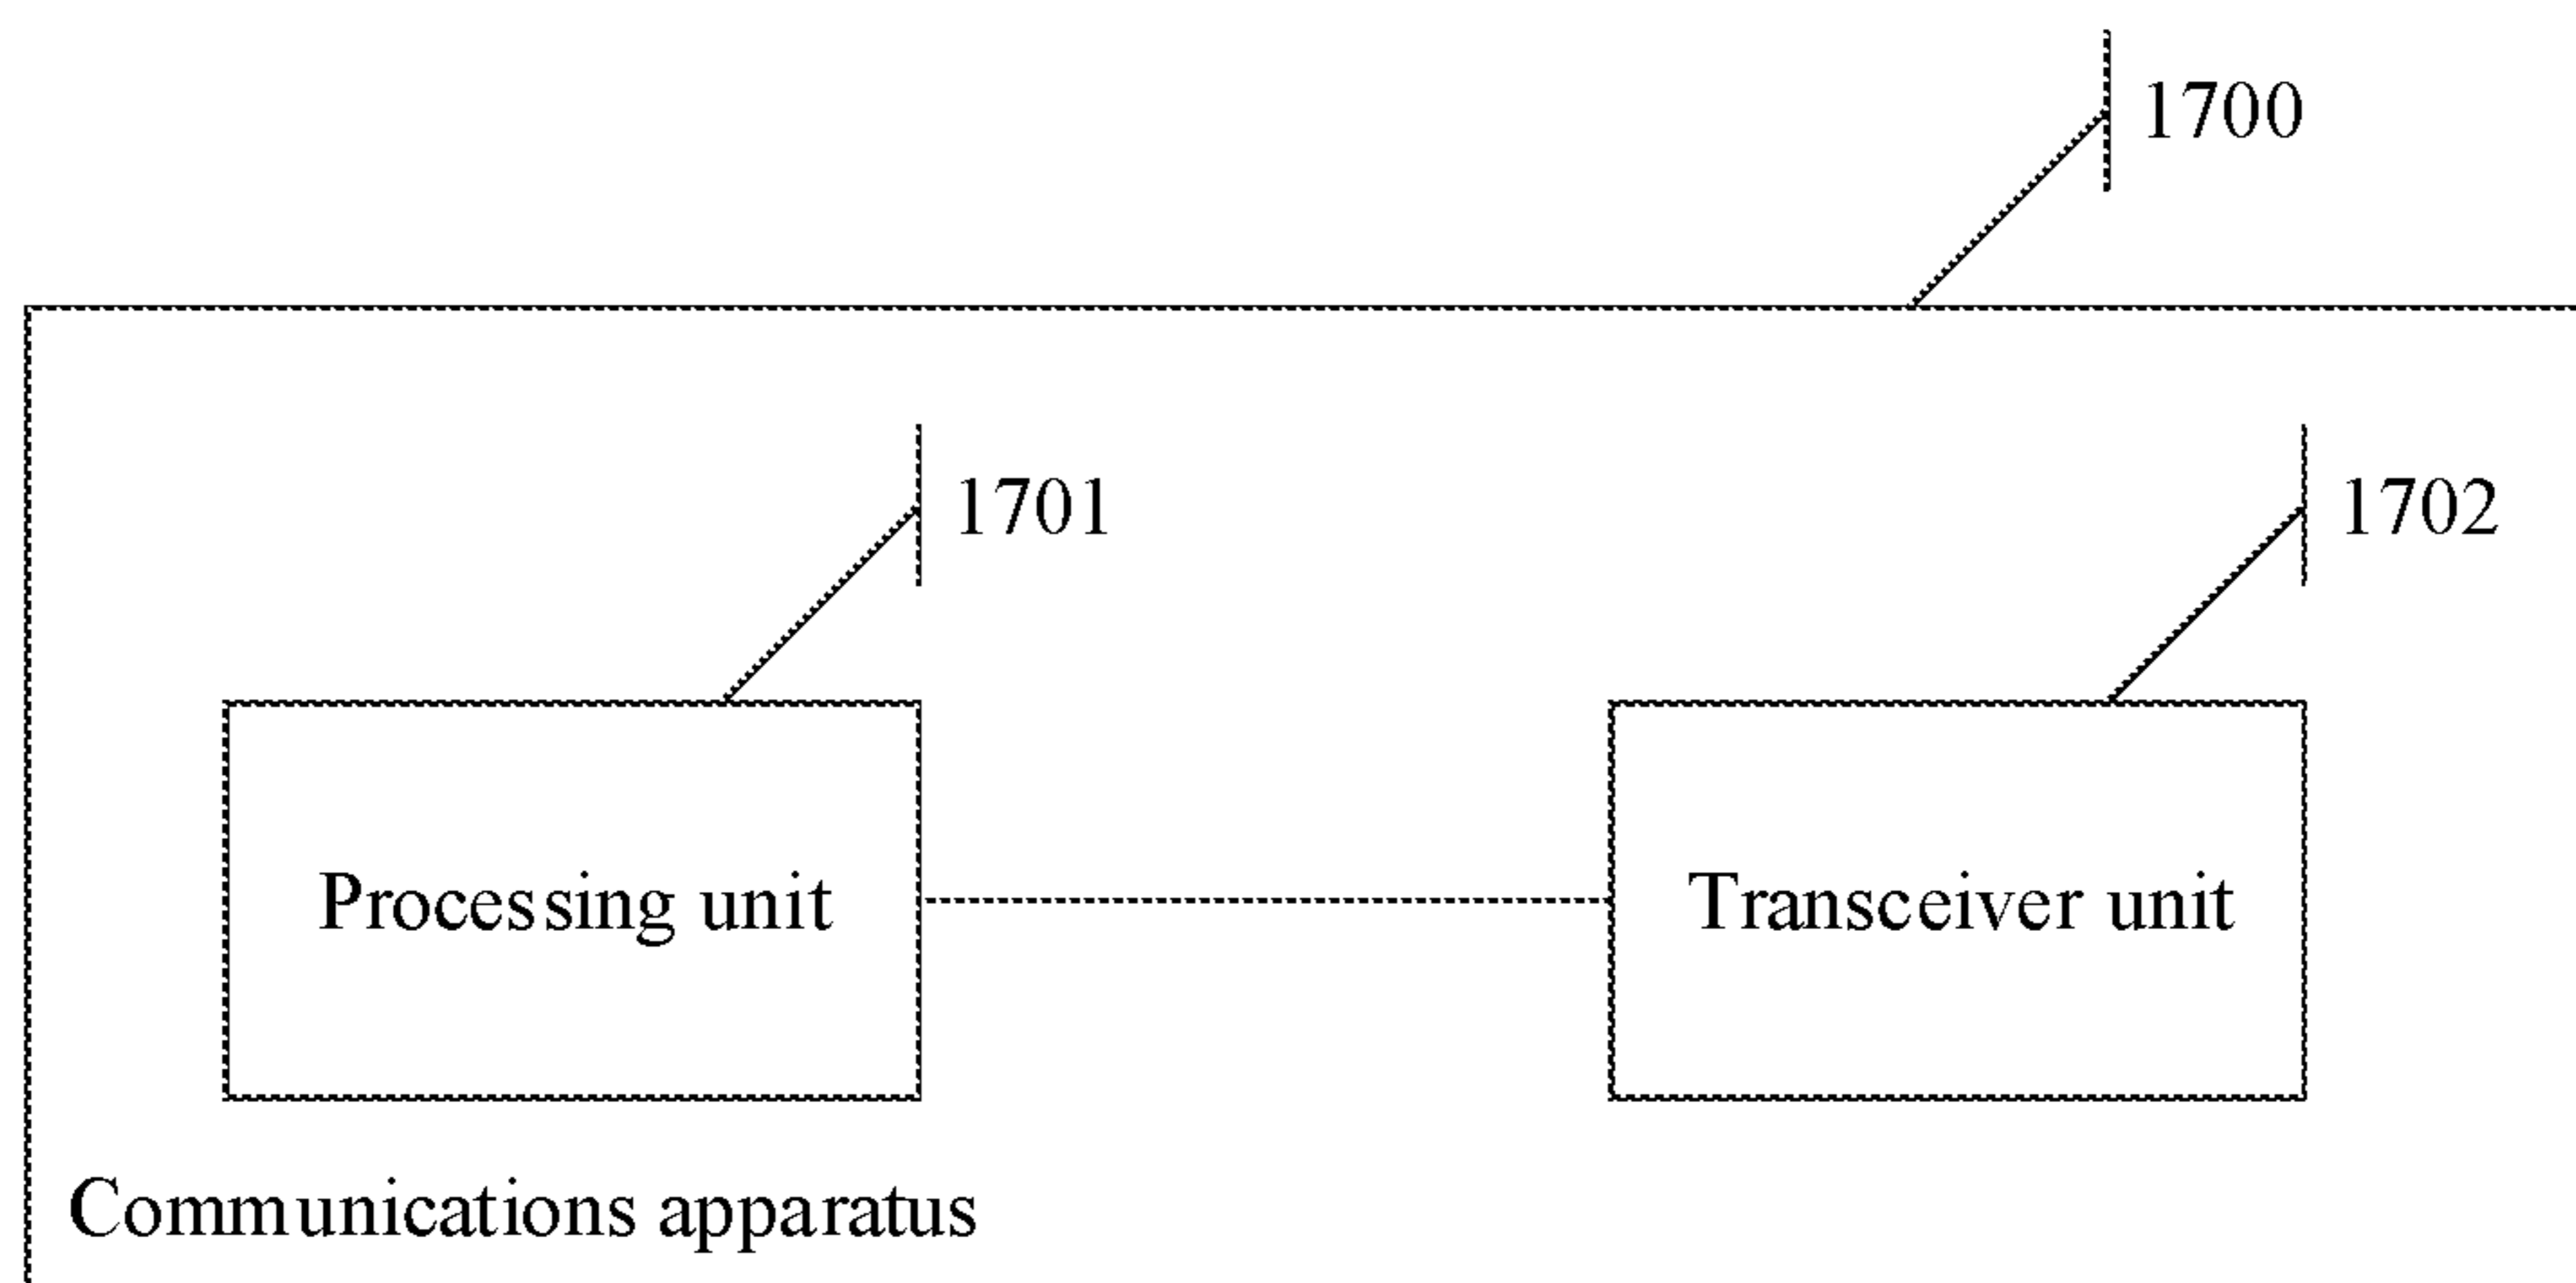 1700
1701
1702
Processing unit
Transceiver unit
Communications apparatus